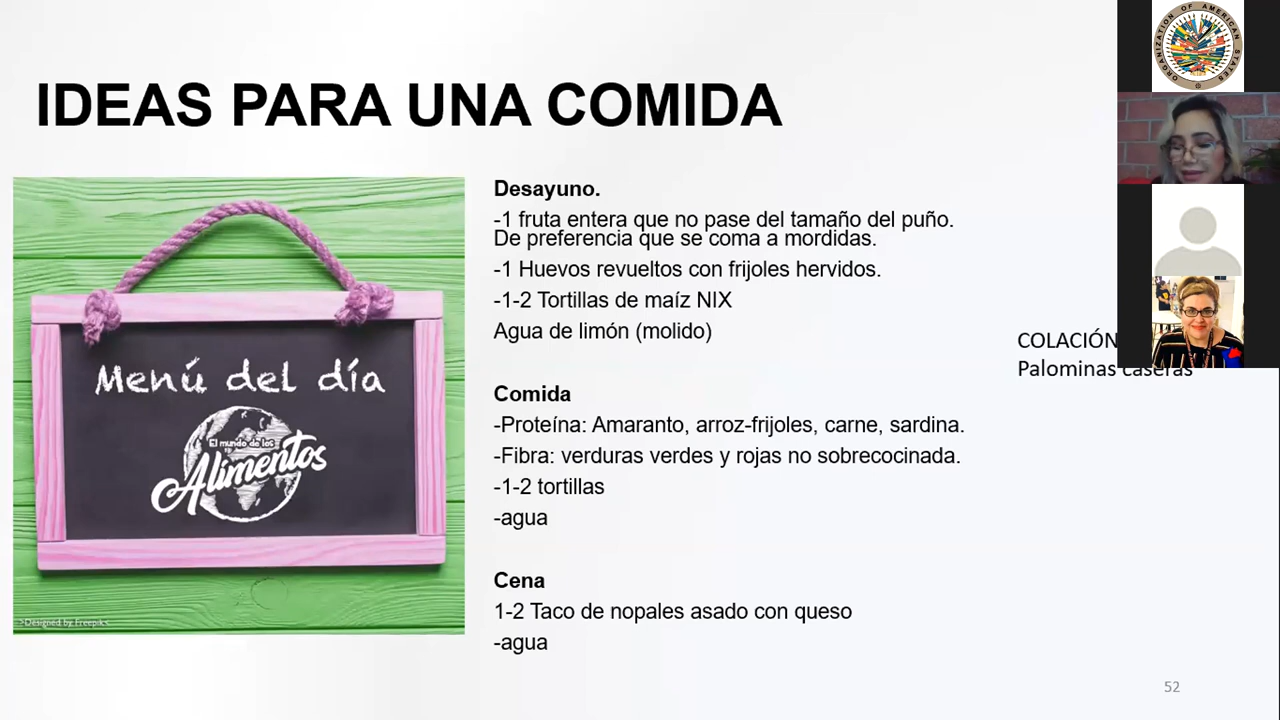 IDEAS PARA UNA COMIDA
Desayuno.
-1 fruta entera que no pase del tamaño del puño.
De preferencia que se coma a mordidas.
-1 Huevos revueltos con frijoles hervidos.
-1-2 Tortillas de maíz NIX
Agua de limón (molido)
COLACIÓN
Palominas caseras
Comida
-Proteína: Amaranto, arroz-frijoles, carne, sardina.
-Fibra: verduras verdes y rojas no sobrecocinada.
-1-2 tortillas
-agua
Cena
1-2 Taco de nopales asado con queso
-agua
Menú del día
El mundo de los
Alimentos
Designed by Freepik
ORGANIZATION OF AMERICAN STATES
52